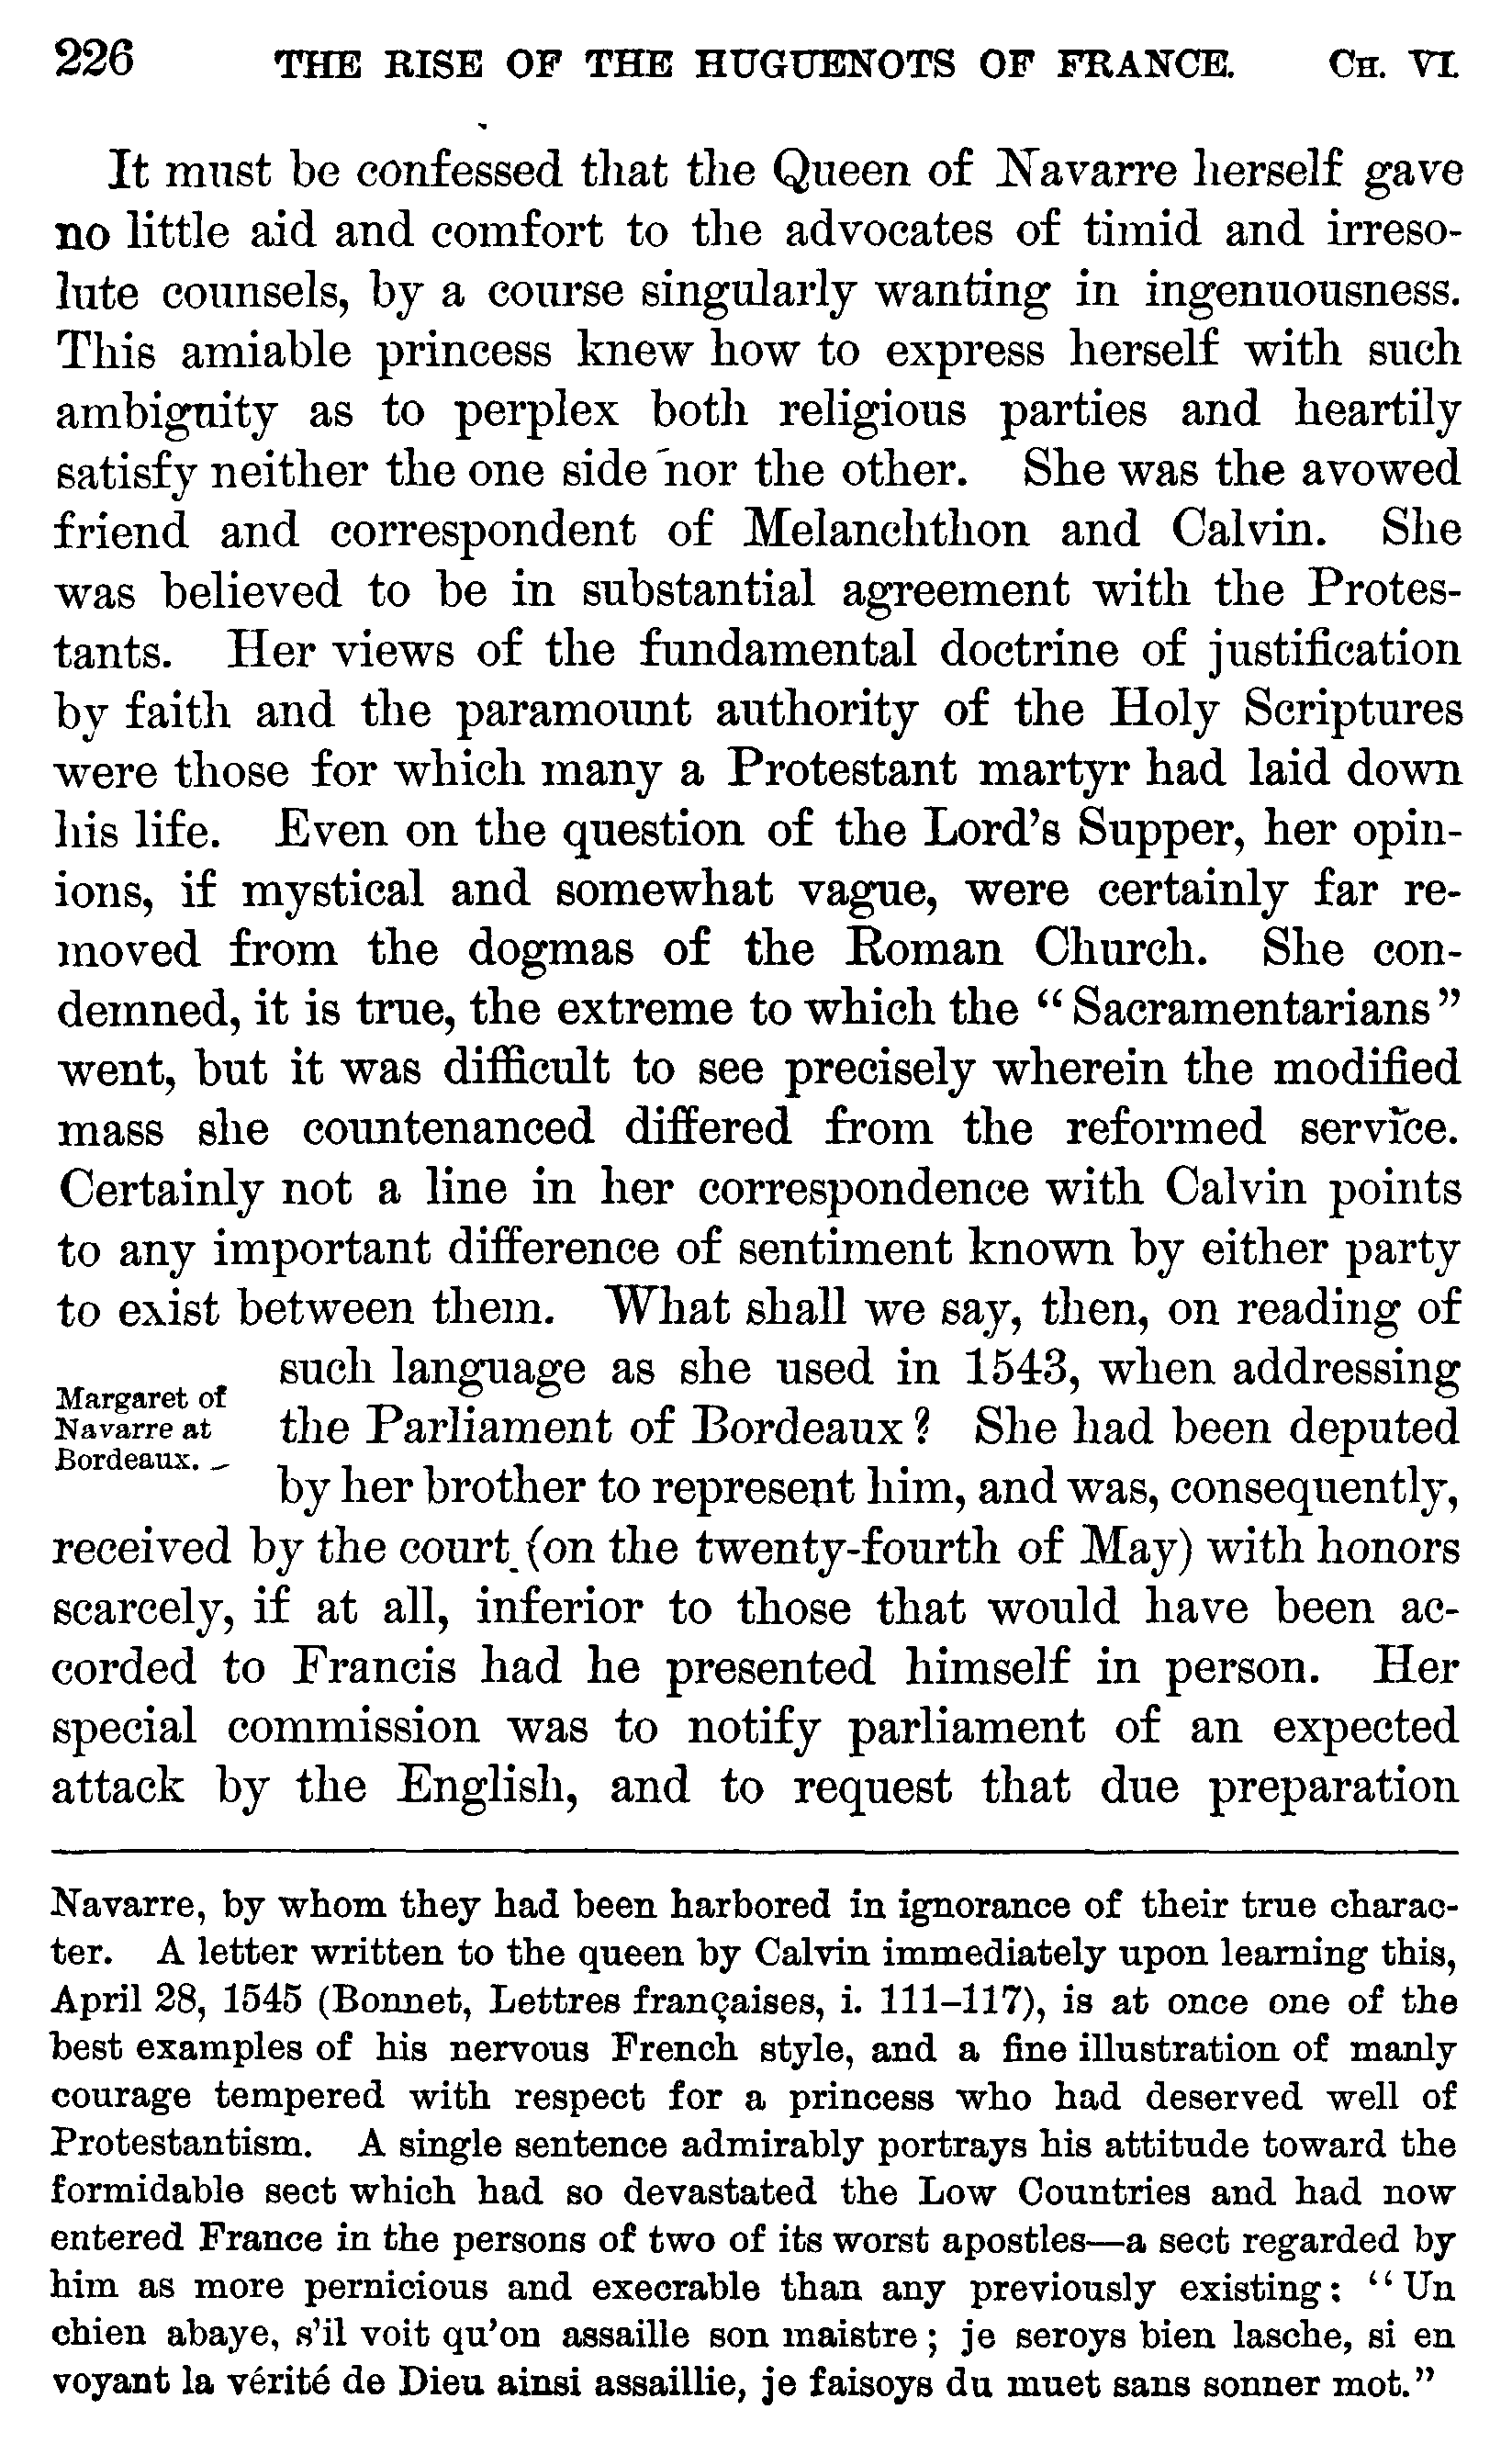 226 THE RISE OF THE HUGUENOTS OF FRANCE. CH. VI.
It must be confessed that the Queen of Navarre herself gave
no little aid and comfort to the advocates of timid and irreso-
lute counsels, by a course singularly wanting in ingenuousness.
This amiable princess knew how to express herself with such
ambiguity as to perplex both religious parties and heartily
satisfy neither the one side nor the other. She was the avowed
friend and correspondent of Melanchthon and Calvin. She
was believed to be in substantial agreement with the Protes-
tants. Her views of the fundamental doctrine of justification
by faith and the paramount authority of the Holy Scriptures
were those for which many a Protestant martyr had laid down
his life. Even on the question of the Lord's Supper, her opin-
ions, if mystical and somewhat vague, were certainly far re-
moved from the dogmas of the Roman Church. She con-
demned, it is true, the extreme to which the “Sacramentarians”
went, but it was difficult to see precisely wherein the modified
mass she countenanced differed from the reformed service.
Certainly not a line in her correspondence with Calvin points
to any important difference of sentiment known by either party
to exist between them. What shall we say, then, on reading of
Margaret of
Navarre at
Bordeaux.
such language as she used in 1543, when addressing
the Parliament of Bordeaux? She had been deputed
by her brother to represent him, and was, consequently,
received by the court (on the twenty-fourth of May) with honors
scarcely, if at all, inferior to those that would have been ac-
corded to Francis had he presented himself in person. Her
special commission was to notify parliament of an expected
attack by the English, and to request that due preparation
Navarre, by whom they had been harbored in ignorance of their true charac-
ter. A letter written to the queen by Calvin immediately upon learning this,
April 28, 1545 (Bonnet, Lettres françaises, i. 111–117), is at once one of the
best examples of his nervous French style, and a fine illustration of manly
courage tempered with respect for a princess who had deserved well of
Protestantism. A single sentence admirably portrays his attitude toward the
formidable sect which had so devastated the Low Countries and had now
entered France in the persons of two of its worst apostles—a sect regarded by
him as more pernicious and execrable than any previously existing: “Un
chien abaye, s'il voit qu'on assaille son maistre; je seroys bien lasche, si en
voyant la vérité de Dieu ainsi assaillie, je faisoys du muet sans sonner mot.”